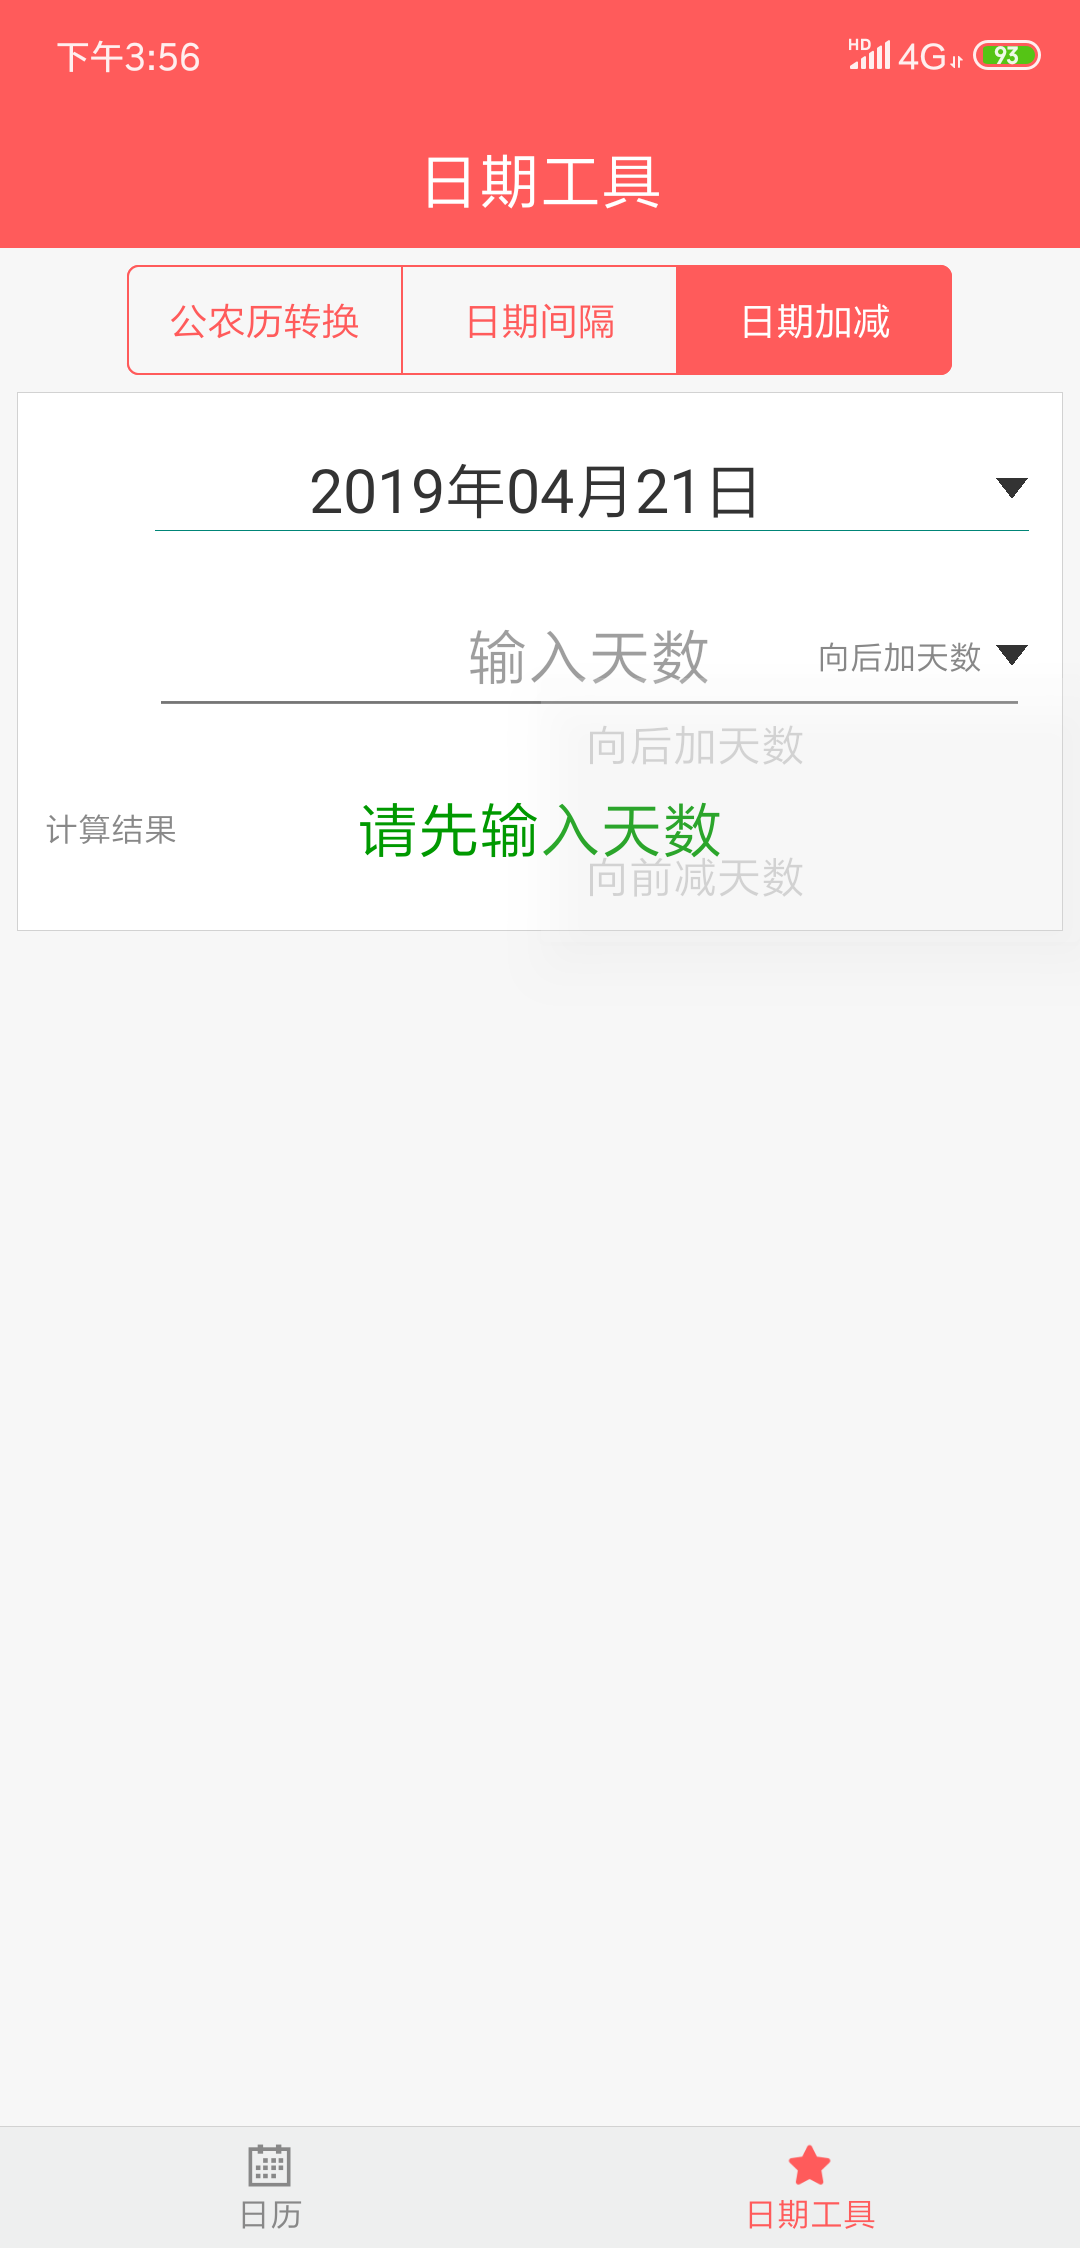 下午3:56 HD 4G 93
日期工具
公农历转换 日期间隔 日期加减
2019年04月21日
输入天数 向后加天数
向后加天数
计算结果 请先输入天数
向前减天数
日历 日期工具